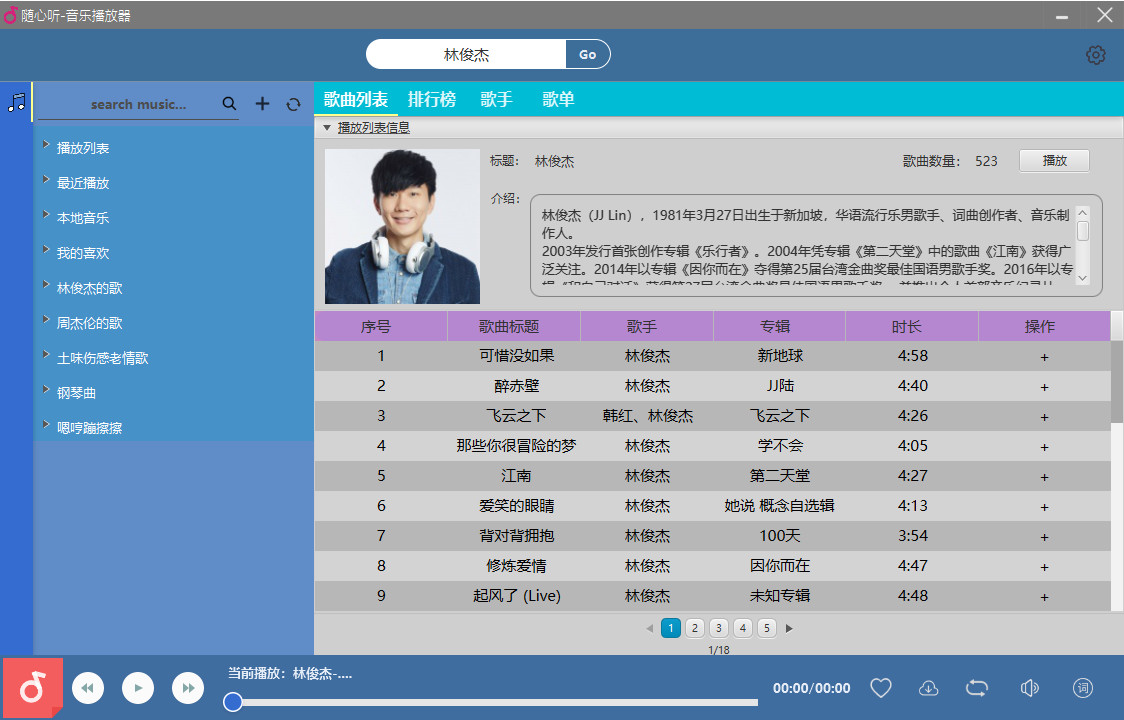 随心听-音乐播放器
林俊杰 Go
search music...
播放列表
最近播放
本地音乐
我的喜欢
林俊杰的歌
周杰伦的歌
土味伤感老情歌
钢琴曲
嗯哼蹦擦擦
歌曲列表 排行榜 歌手 歌单
播放列表信息
标题： 林俊杰 歌曲数量： 523 播放
介绍：
林俊杰（JJ Lin），1981年3月27日出生于新加坡，华语流行乐男歌手、词曲创作者、音乐制
作人。
2003年发行首张创作专辑《乐行者》。2004年凭专辑《第二天堂》中的歌曲《江南》获得广
泛关注。2014年以专辑《因你而在》夺得第25届台湾金曲奖最佳国语男歌手奖。2016年以专
序号 歌曲标题 歌手 专辑 时长 操作
1 可惜没如果 林俊杰 新地球 4:58 +
2 醉赤壁 林俊杰 JJ陆 4:40 +
3 飞云之下 韩红、林俊杰 飞云之下 4:26 +
4 那些你很冒险的梦 林俊杰 学不会 4:05 +
5 江南 林俊杰 第二天堂 4:27 +
6 爱笑的眼睛 林俊杰 她说 概念自选辑 4:13 +
7 背对背拥抱 林俊杰 100天 3:54 +
8 修炼爱情 林俊杰 因你而在 4:47 +
9 起风了 (Live) 林俊杰 未知专辑 4:48 +
1 2 3 4 5
1/18
当前播放：林俊杰-....
00:00/00:00 词